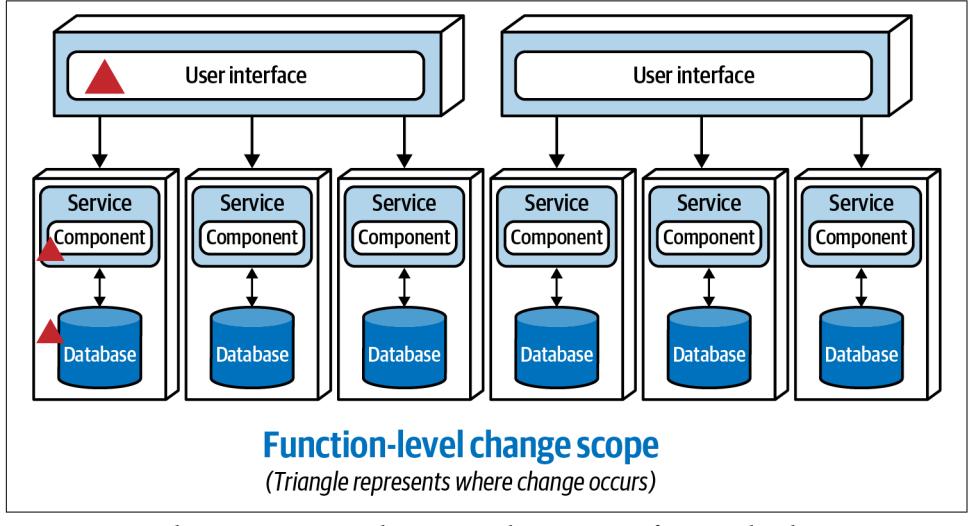 User interface
User interface
Service
Component
Database
Service
Component
Database
Service
Component
Database
Service
Component
Database
Service
Component
Database
Service
Component
Database
Function-level change scope
(Triangle represents where change occurs)